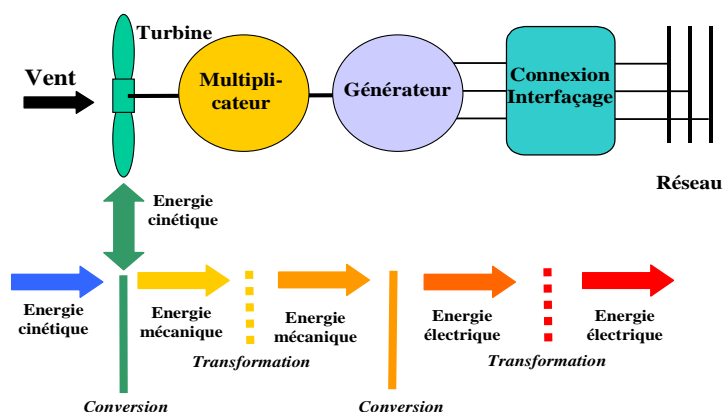 Turbine
Vent
Multipli-
cateur
Générateur
Connexion
Interfaçage
Réseau
Energie
cinétique
Energie
cinétique
Energie
mécanique
Energie
mécanique
Energie
électrique
Energie
électrique
Transformation
Transformation
Conversion
Conversion